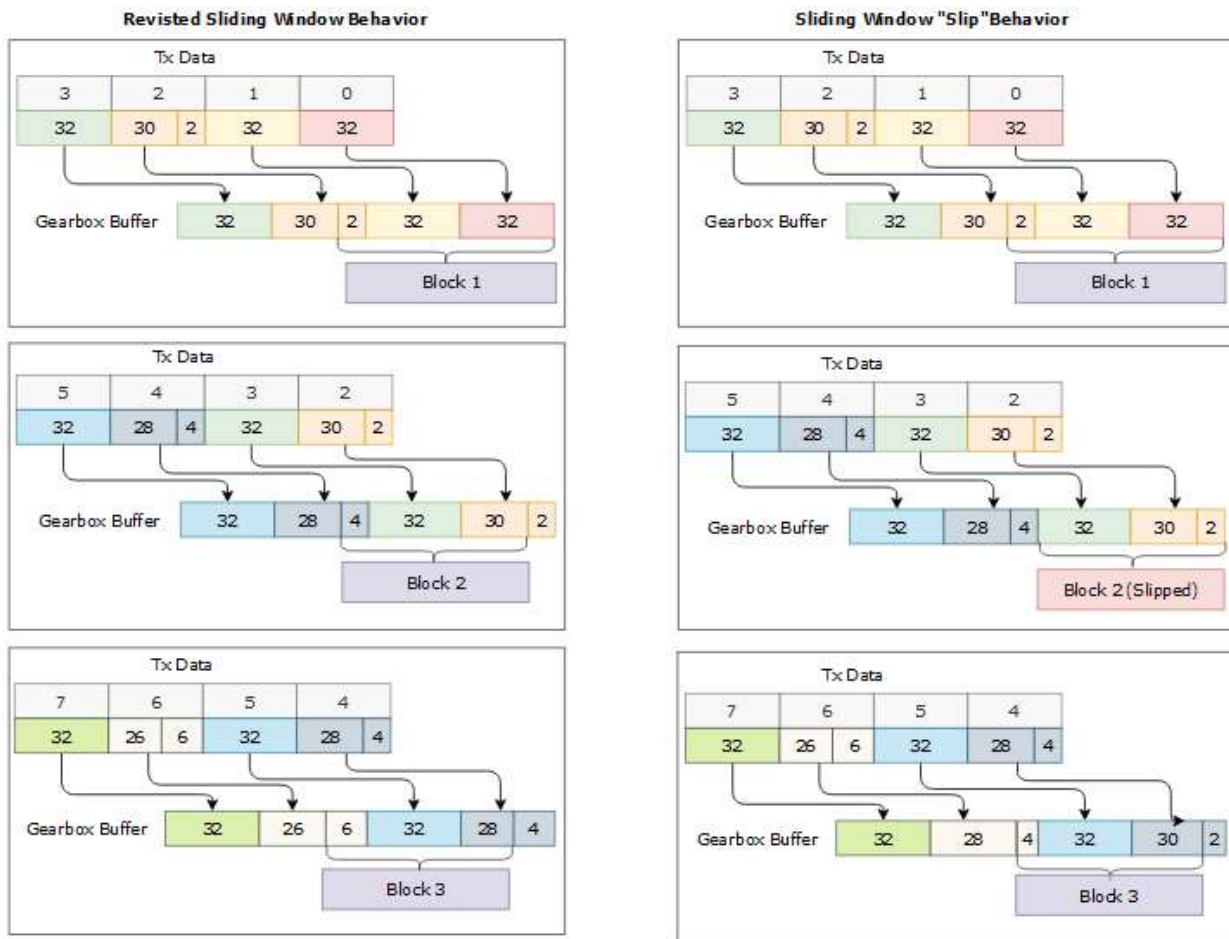 Revisted Sliding Window Behavior
Tx Data
3 2 1 0
32 30 2 32 32
Gearbox Buffer 32 30 2 32 32
Block 1
Tx Data
5 4 3 2
32 28 4 32 30 2
Gearbox Buffer 32 28 4 32 30 2
Block 2
Tx Data
7 6 5 4
32 26 6 32 28 4
Gearbox Buffer 32 26 6 32 28 4
Block 3
Sliding Window "Slip"Behavior
Tx Data
3 2 1 0
32 30 2 32 32
Gearbox Buffer 32 30 2 32 32
Block 1
Tx Data
5 4 3 2
32 28 4 32 30 2
Gearbox Buffer 32 28 4 32 30 2
Block 2 (Slipped)
Tx Data
7 6 5 4
32 26 6 32 28 4
Gearbox Buffer 32 28 4 32 30 2
Block 3